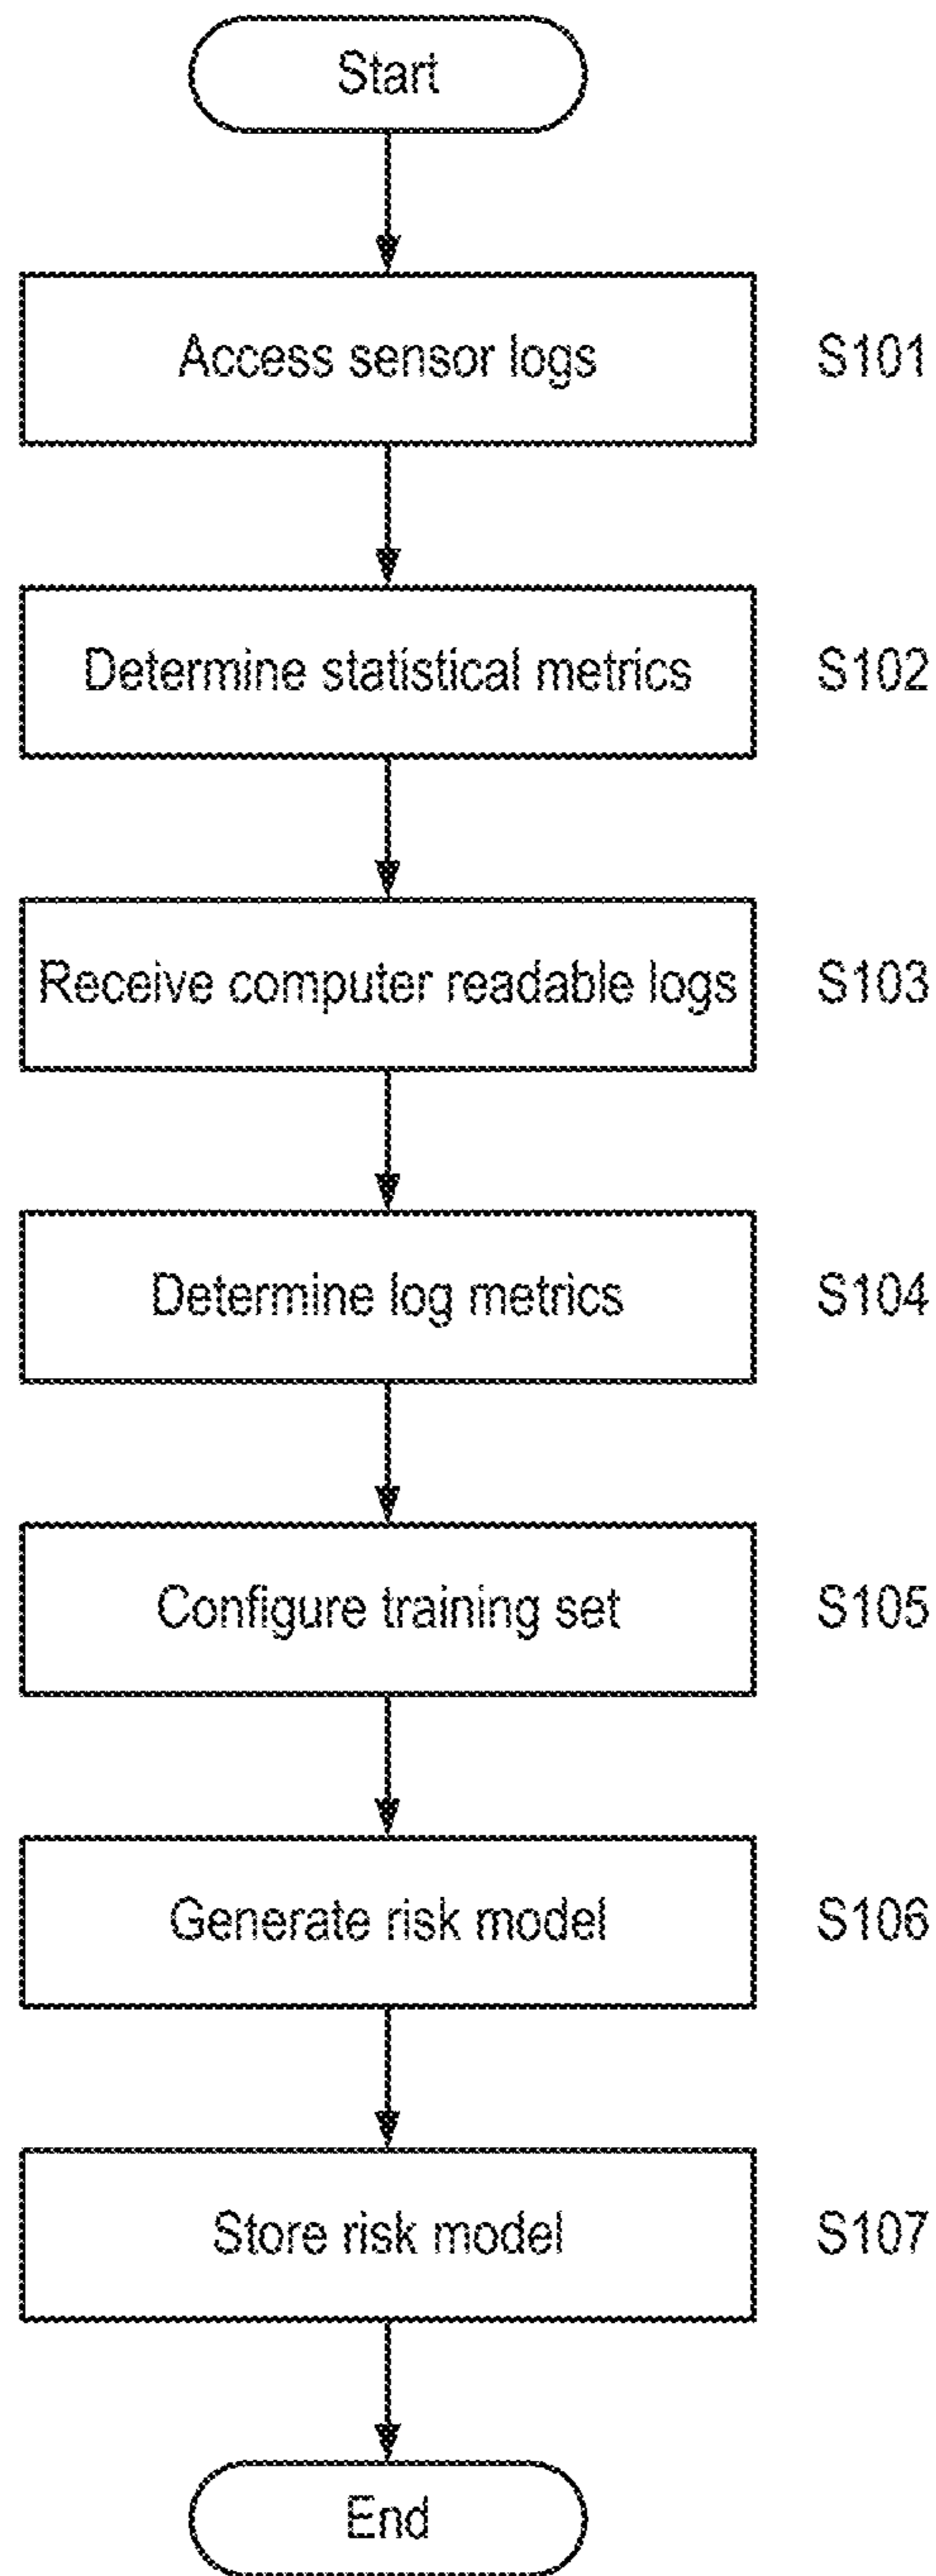 Start
Access sensor logs S101
Determine statistical metrics S102
Receive computer readable logs S103
Determine log metrics S104
Configure training set S105
Generate risk model S106
Store risk model S107
End